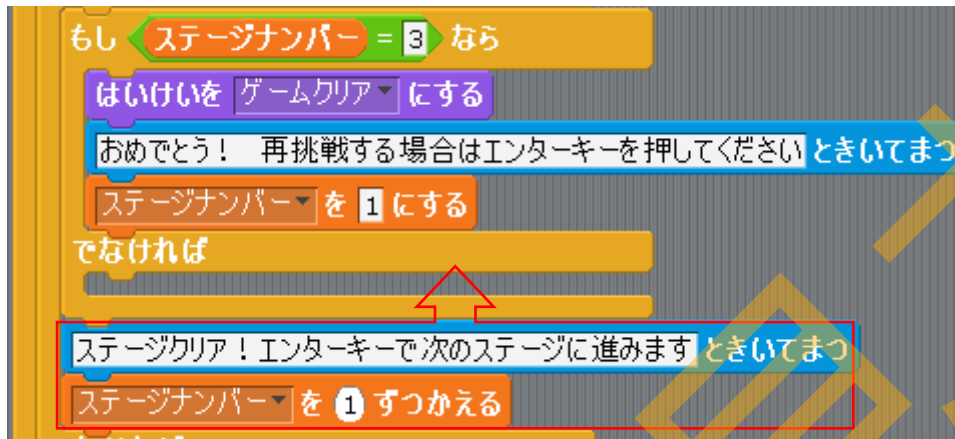 もし ステージナンバー = 3 なら
はいけいを ゲームクリア にする
おめでとう！　再挑戦する場合はエンターキーを押してください ときいてまつ
ステージナンバー を 1 にする
でなければ
ステージクリア！エンターキーで次のステージに進みます ときいてまつ
ステージナンバー を 1 ずつかえる